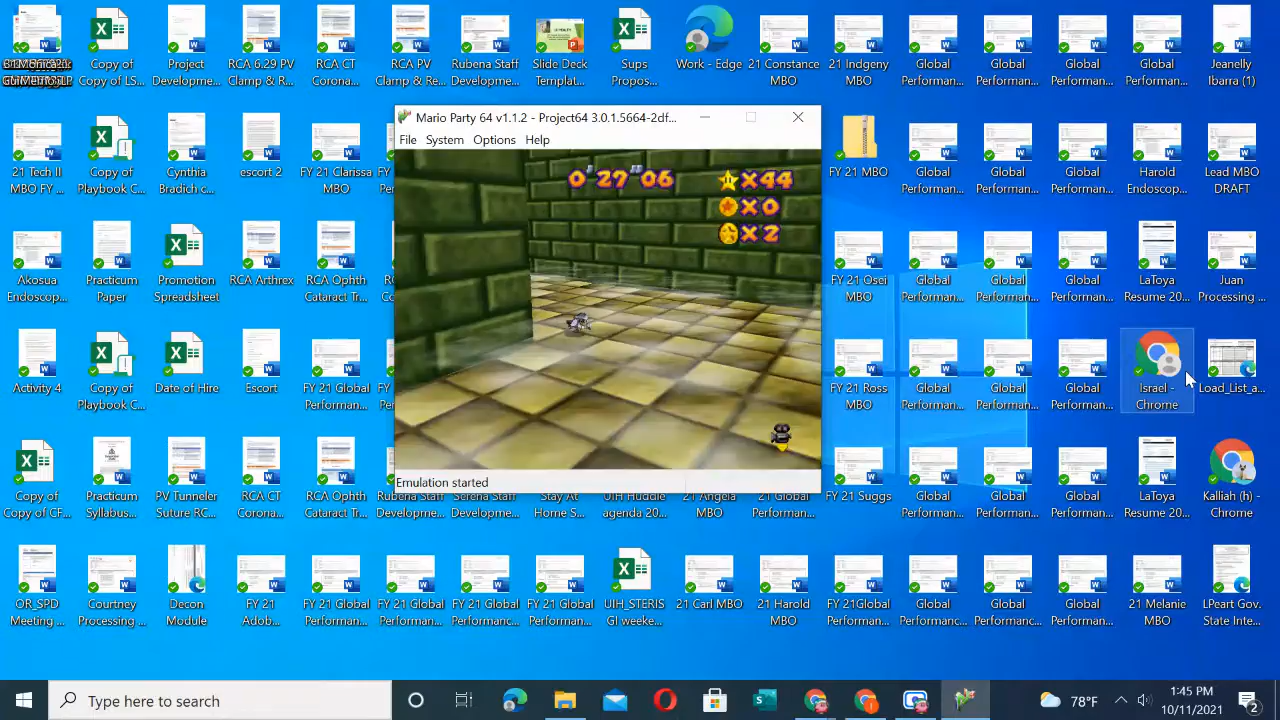 Copy of
Copy of LS...
Project
Developme...
RCA 6.29 PV
Clamp & Re...
RCA CT
Corona...
RCA PV
Clamp & Re...
Rubena Staff
Developme...
Slide Deck
Templat...
Sups
Propos...
Work - Edge
21 Constance
MBO
21 Indgeny
MBO
Global
Performan...
Global
Performan...
Global
Performan...
Global
Performan...
Jeanelly
Ibarra (1)
Mario Party 64 v1.1.2 - Project64 3.0.1.5664-2df...
File System Options Help
0'27"06
×44
×0
×2
Emulation started
21 Tech II
MBO FY ...
Copy of
Playbook C...
Cynthia
Bradich c...
escort 2
FY 21 Clarissa
MBO
FY 21 MBO
Global
Performan...
Global
Performan...
Global
Performan...
Harold
Endoscop...
Lead MBO
DRAFT
Akosua
Endoscop...
Practicum
Paper
Promotion
Spreadsheet
RCA Arthrex
RCA Ophth
Cataract Tr...
FY 21 Osei
MBO
Global
Performan...
Global
Performan...
Global
Performan...
LaToya
Resume 20...
Juan
Processing ...
Activity 4
Copy of
Playbook C...
Date of Hire
Escort
FY 21 Global
Performan...
FY 21 Ross
MBO
Global
Performan...
Global
Performan...
Global
Performan...
Israel -
Chrome
Load_List_a...
Copy of
Copy of CF...
Practicum
Syllabus...
PV Tunneler
Suture RC...
RCA CT
Corona...
RCA Ophth
Cataract Tr...
Rubena Staff
Developme...
Serena Staff
Developme...
Stay At
Home S...
UIH Huddle
agenda 20...
21 Angela
MBO
21 Global
Performan...
FY 21 Suggs
Global
Performan...
Global
Performan...
Global
Performan...
LaToya
Resume 20...
Kalliah (h) -
Chrome
OR_SPD
Meeting ...
Courtney
Processing ...
Decon
Module
FY 21
Adob...
FY 21 Global
Performan...
FY 21 Global
Performan...
FY 21 Global
Performanc...
FY 21 Global
Performan...
UIH_STERIS
GI weeke...
21 Carl MBO
21 Harold
MBO
FY 21Global
Performan...
Global
Performanc...
Global
Performanc...
Global
Performan...
21 Melanie
MBO
LPeart Gov.
State Inte...
Type here to search
78°F
1:45 PM
10/11/2021
2